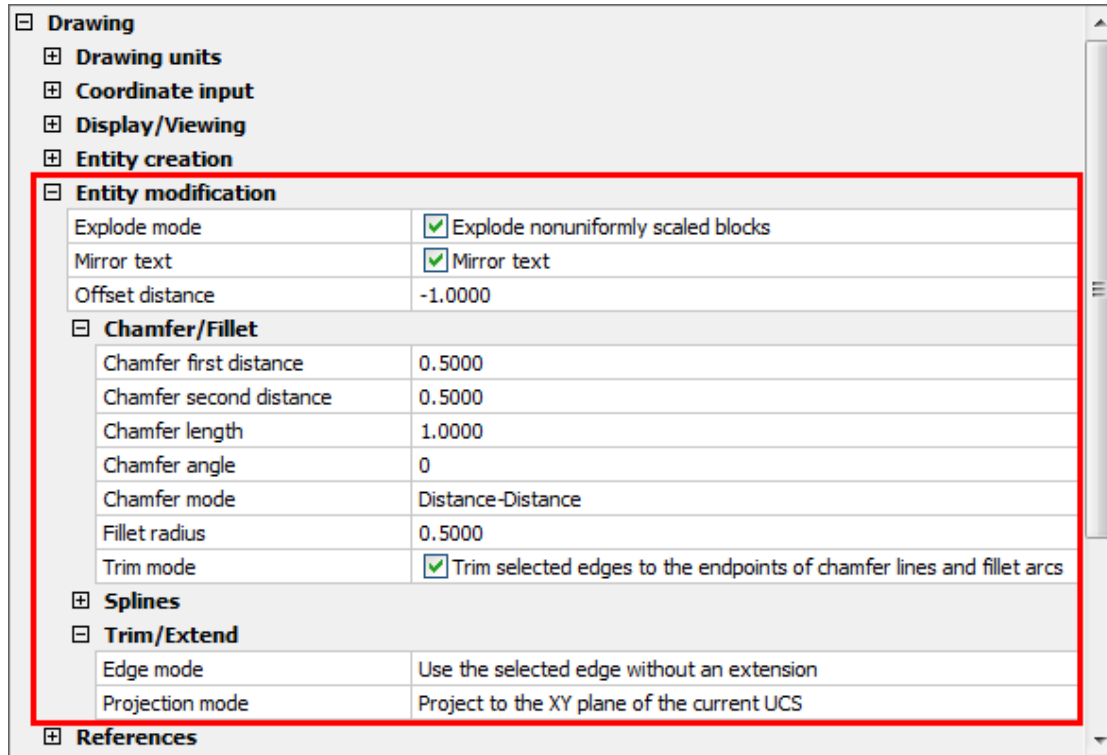 Drawing
Drawing units
Coordinate input
Display/Viewing
Entity creation
Entity modification
Explode mode Explode nonuniformly scaled blocks
Mirror text Mirror text
Offset distance -1.0000
Chamfer/Fillet
Chamfer first distance 0.5000
Chamfer second distance 0.5000
Chamfer length 1.0000
Chamfer angle 0
Chamfer mode Distance-Distance
Fillet radius 0.5000
Trim mode Trim selected edges to the endpoints of chamfer lines and fillet arcs
Splines
Trim/Extend
Edge mode Use the selected edge without an extension
Projection mode Project to the XY plane of the current UCS
References